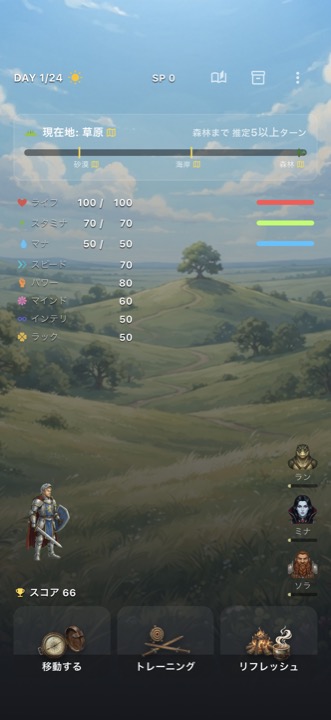 DAY 1/24
SP 0
現在地: 草原
森林まで 推定5以上ターン
砂漠
海岸
森林
ライフ 100 / 100
スタミナ 70 / 70
マナ 50 / 50
スピード 70
パワー 80
マインド 60
インテリ 50
ラック 50
ラン
ミナ
ソラ
スコア 66
移動する
トレーニング
リフレッシュ